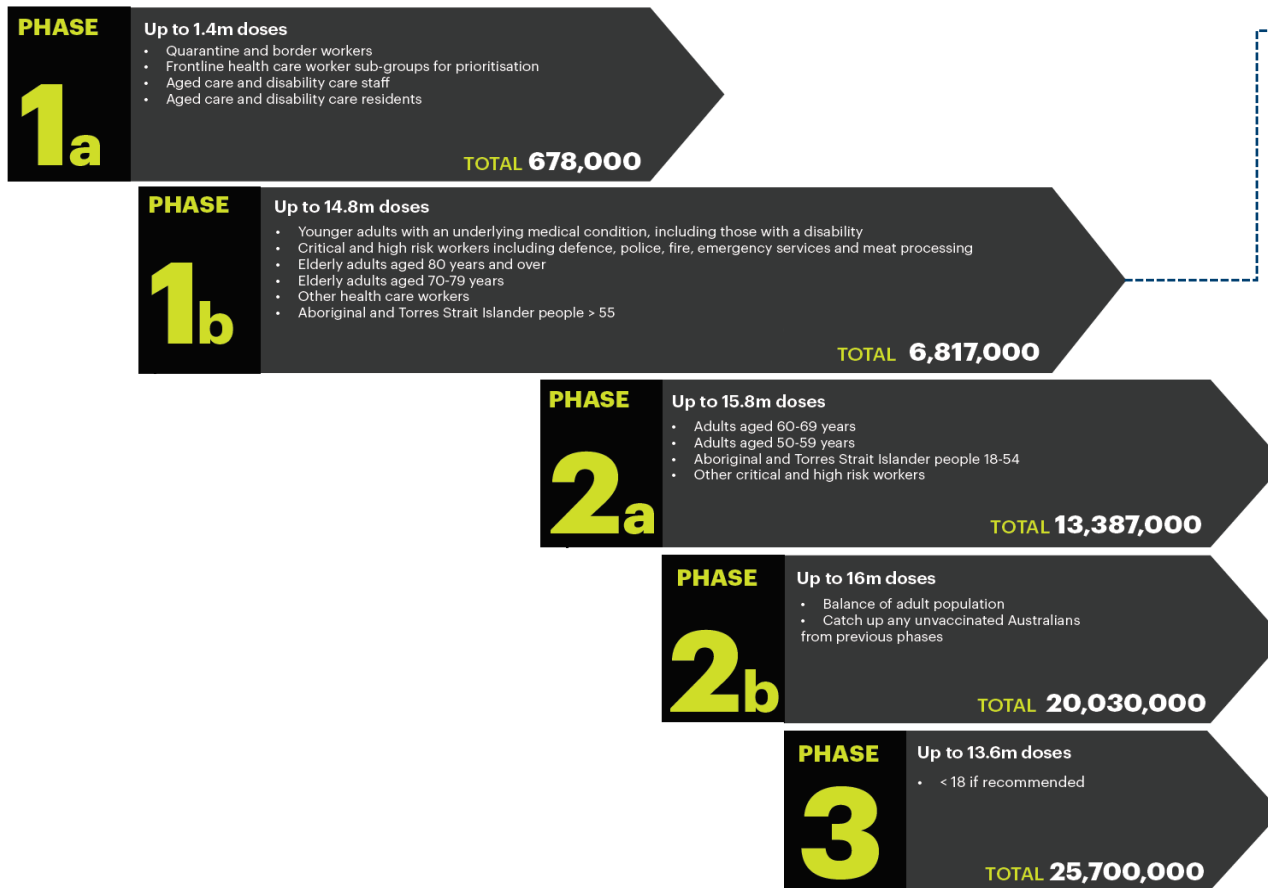 PHASE
1a
Up to 1.4m doses
• Quarantine and border workers
• Frontline health care worker sub-groups for prioritisation
• Aged care and disability care staff
• Aged care and disability care residents
TOTAL 678,000
PHASE
1b
Up to 14.8m doses
• Younger adults with an underlying medical condition, including those with a disability
• Critical and high risk workers including defence, police, fire, emergency services and meat processing
• Elderly adults aged 80 years and over
• Elderly adults aged 70-79 years
• Other health care workers
• Aboriginal and Torres Strait Islander people > 55
TOTAL 6,817,000
PHASE
2a
Up to 15.8m doses
• Adults aged 60-69 years
• Adults aged 50-59 years
• Aboriginal and Torres Strait Islander people 18-54
• Other critical and high risk workers
TOTAL 13,387,000
PHASE
2b
Up to 16m doses
• Balance of adult population
• Catch up any unvaccinated Australians
from previous phases
TOTAL 20,030,000
PHASE
3
Up to 13.6m doses
• < 18 if recommended
TOTAL 25,700,000